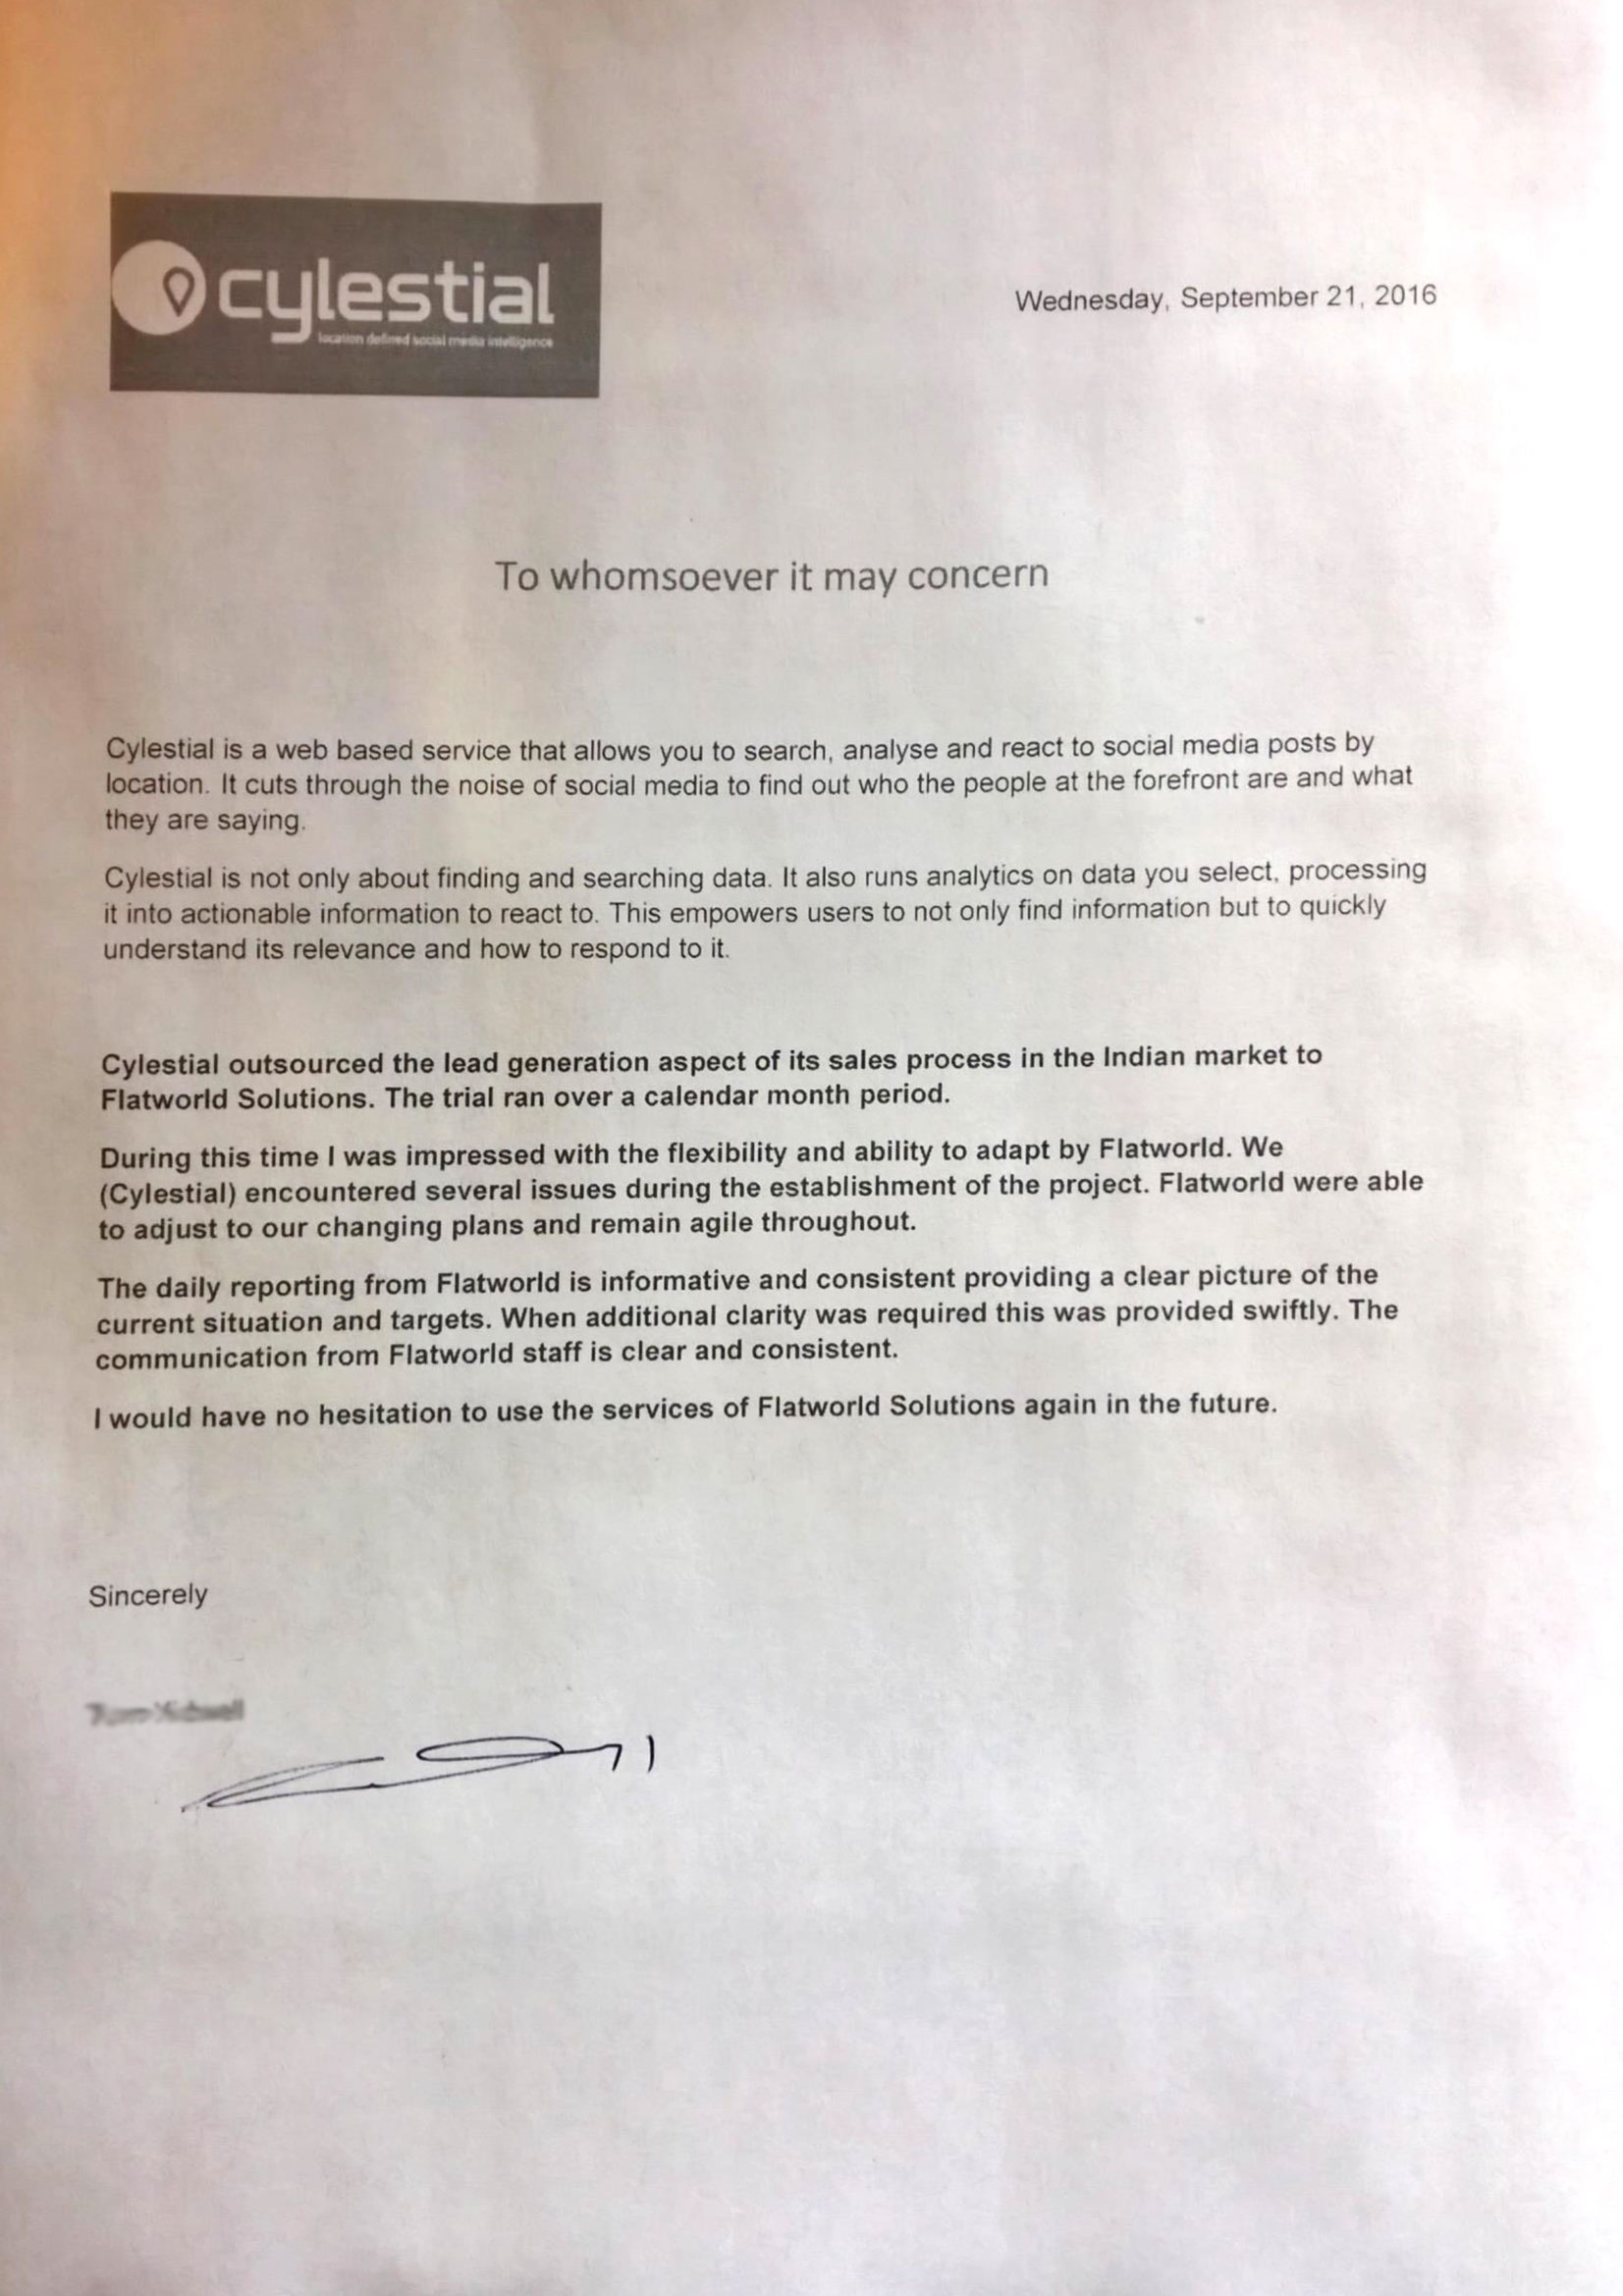 cylestial
location defined social media intelligence
Wednesday, September 21, 2016
To whomsoever it may concern
Cylestial is a web based service that allows you to search, analyse and react to social media posts by
location. It cuts through the noise of social media to find out who the people at the forefront are and what
they are saying.
Cylestial is not only about finding and searching data. It also runs analytics on data you select, processing
it into actionable information to react to. This empowers users to not only find information but to quickly
understand its relevance and how to respond to it.
Cylestial outsourced the lead generation aspect of its sales process in the Indian market to
Flatworld Solutions. The trial ran over a calendar month period.
During this time I was impressed with the flexibility and ability to adapt by Flatworld. We
(Cylestial) encountered several issues during the establishment of the project. Flatworld were able
to adjust to our changing plans and remain agile throughout.
The daily reporting from Flatworld is informative and consistent providing a clear picture of the
current situation and targets. When additional clarity was required this was provided swiftly. The
communication from Flatworld staff is clear and consistent.
I would have no hesitation to use the services of Flatworld Solutions again in the future.
Sincerely